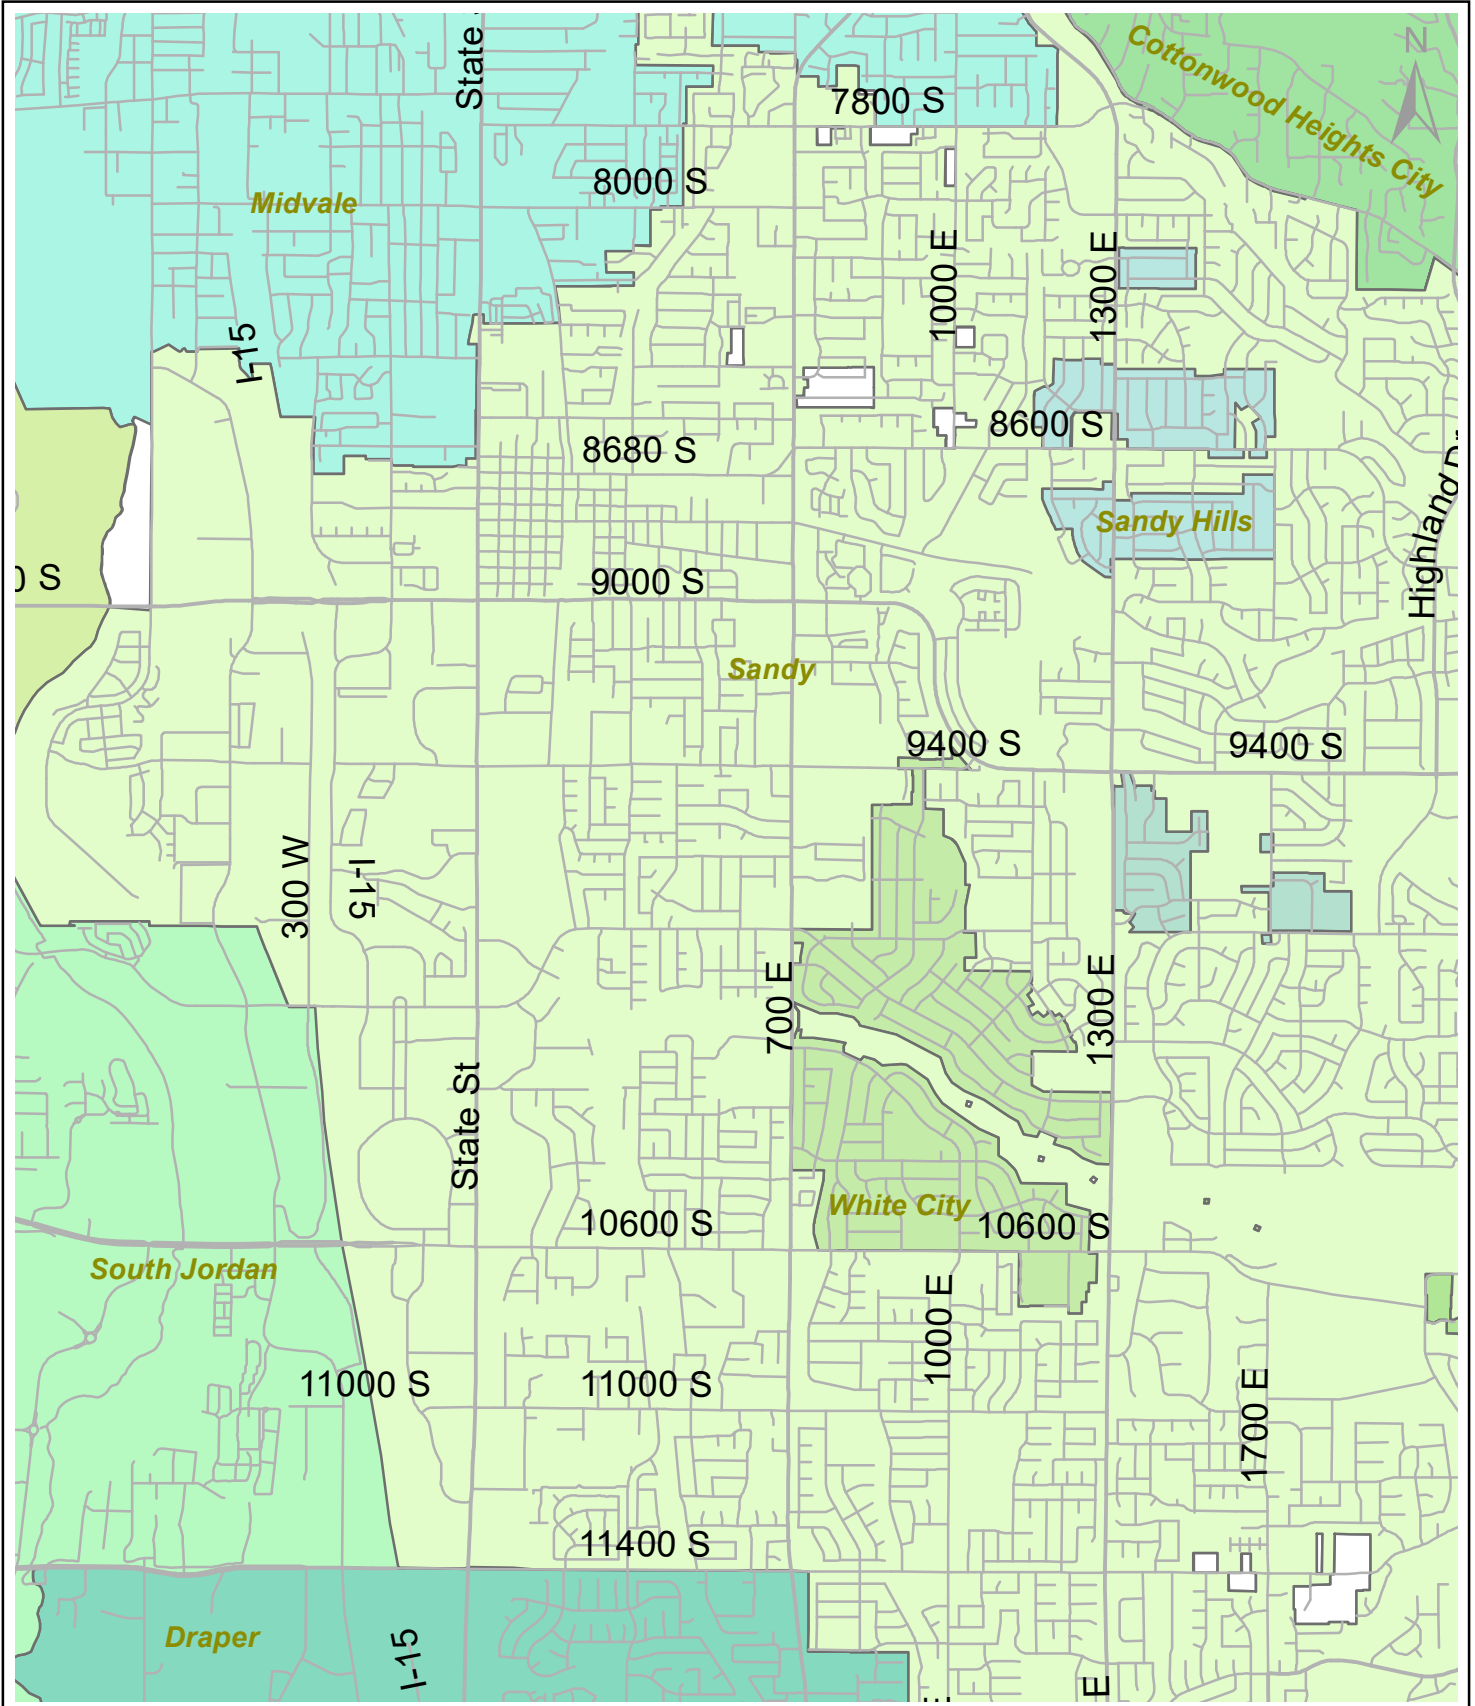 State
Cottonwood Heights City
N
7800 S
8000 S
Midvale
1000 E
1300 E
I-15
8600 S
8680 S
Highland Dr
Sandy Hills
0 S
9000 S
Sandy
9400 S
9400 S
300 W
I-15
700 E
1300 E
State St
White City
10600 S
10600 S
South Jordan
1000 E
11000 S
11000 S
1700 E
11400 S
Draper
I-15
E
E